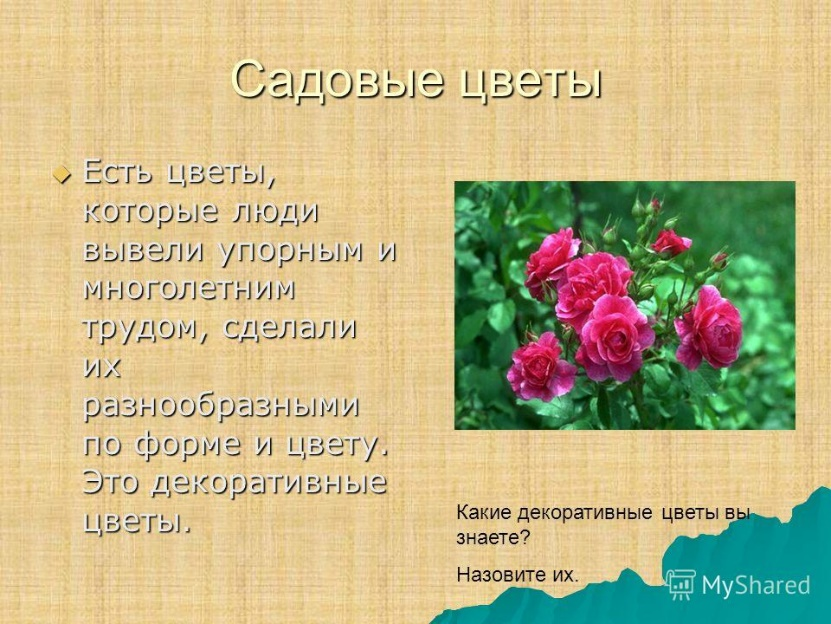 Садовые цветы
Есть цветы,
которые люди
вывели упорным и
многолетним
трудом, сделали
их
разнообразными
по форме и цвету.
Это декоративные
цветы.
Какие декоративные цветы вы
знаете?
Назовите их.
MyShared